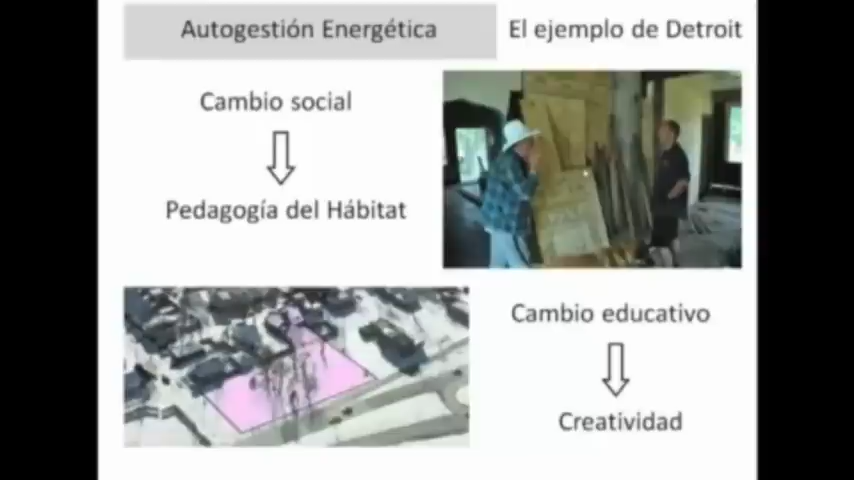 Autogestión Energética
El ejemplo de Detroit
Cambio social
Pedagogía del Hábitat
Cambio educativo
Creatividad